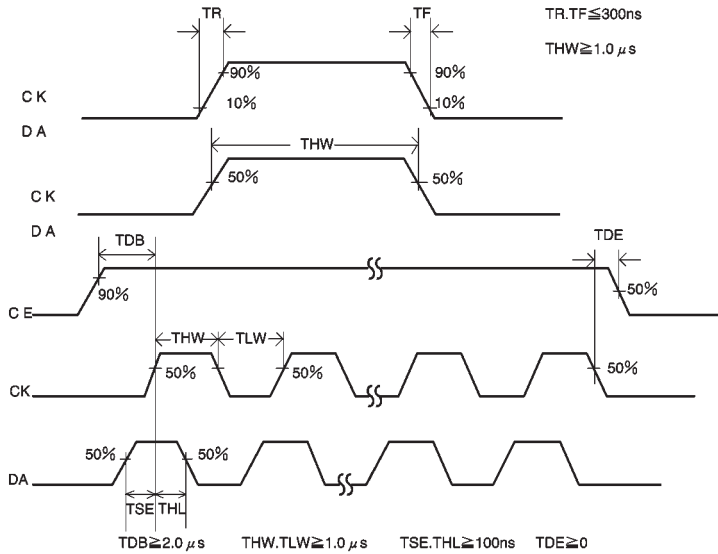 TR TF TR.TF≦300ns
THW≧1.0 μs
90% 90%
CK 10% 10%
DA
THW
CK 50% 50%
DA
TDB TDE
90% 50%
CE
THW TLW
CK 50% 50% 50%
50% 50%
DA
TSE THL
TDB≧2.0 μs THW.TLW≧1.0 μs TSE.THL≧100ns TDE≧0